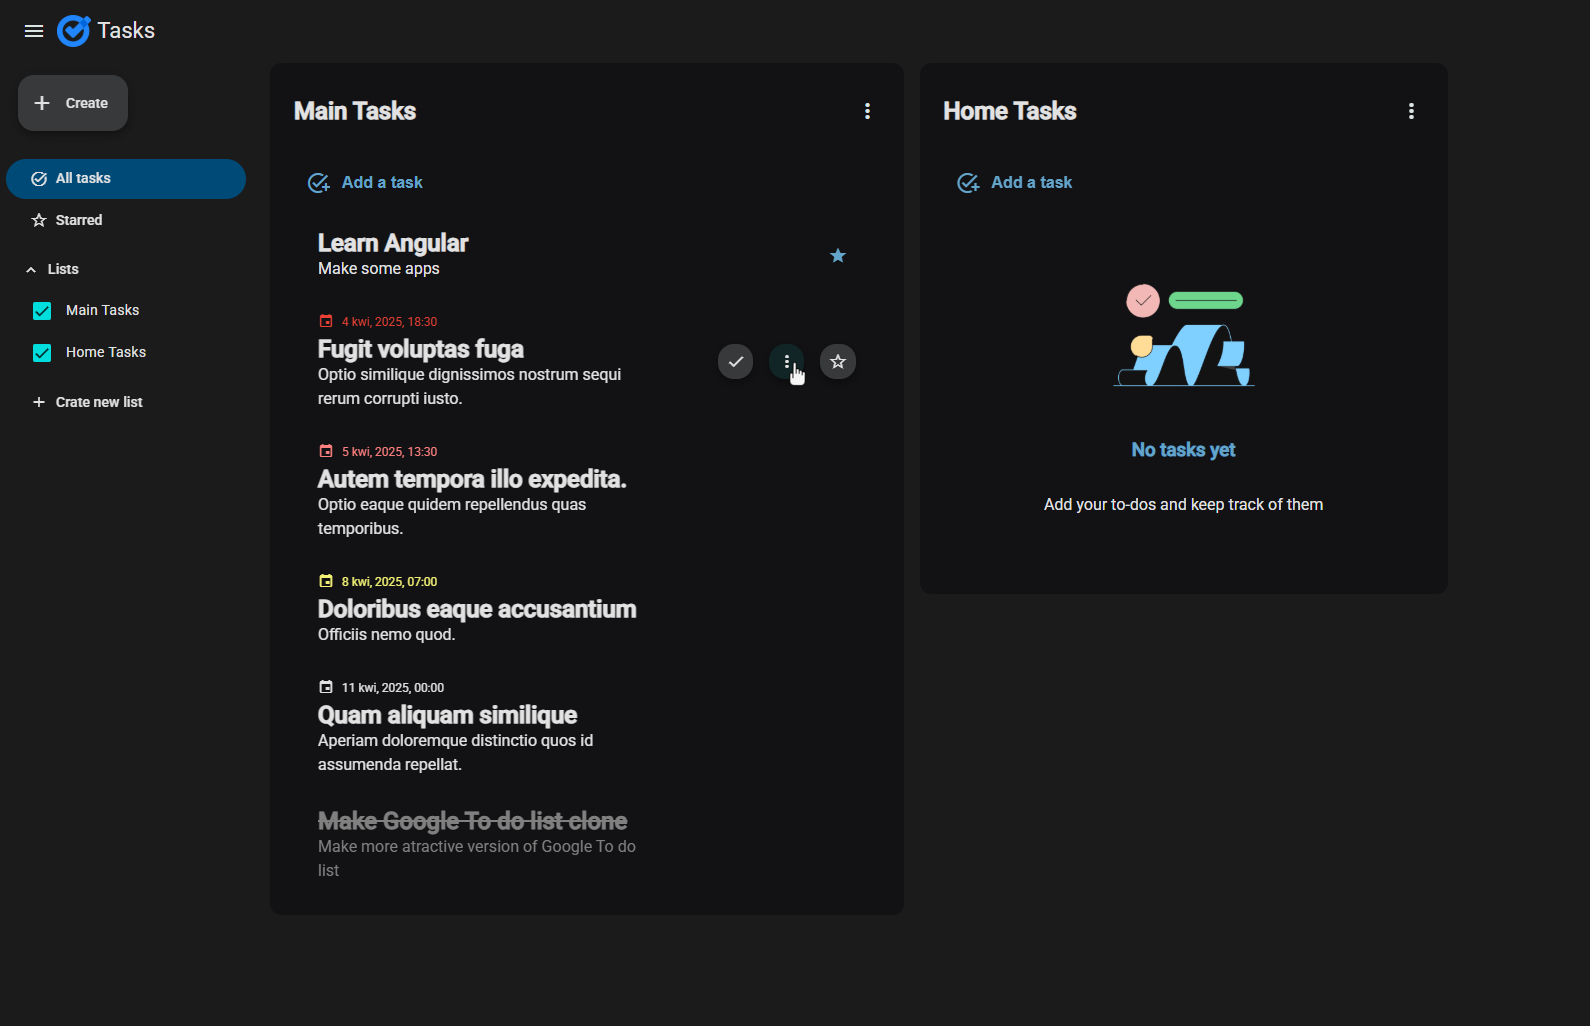 Tasks
Create
All tasks
Starred
Lists
Main Tasks
Home Tasks
Crate new list
Main Tasks
Add a task
Learn Angular
Make some apps
4 kwi, 2025, 18:30
Fugit voluptas fuga
Optio similique dignissimos nostrum sequi
rerum corrupti iusto.
5 kwi, 2025, 13:30
Autem tempora illo expedita.
Optio eaque quidem repellendus quas
temporibus.
8 kwi, 2025, 07:00
Doloribus eaque accusantium
Officiis nemo quod.
11 kwi, 2025, 00:00
Quam aliquam similique
Aperiam doloremque distinctio quos id
assumenda repellat.
Make Google To do list clone
Make more atractive version of Google To do
list
Home Tasks
Add a task
No tasks yet
Add your to-dos and keep track of them